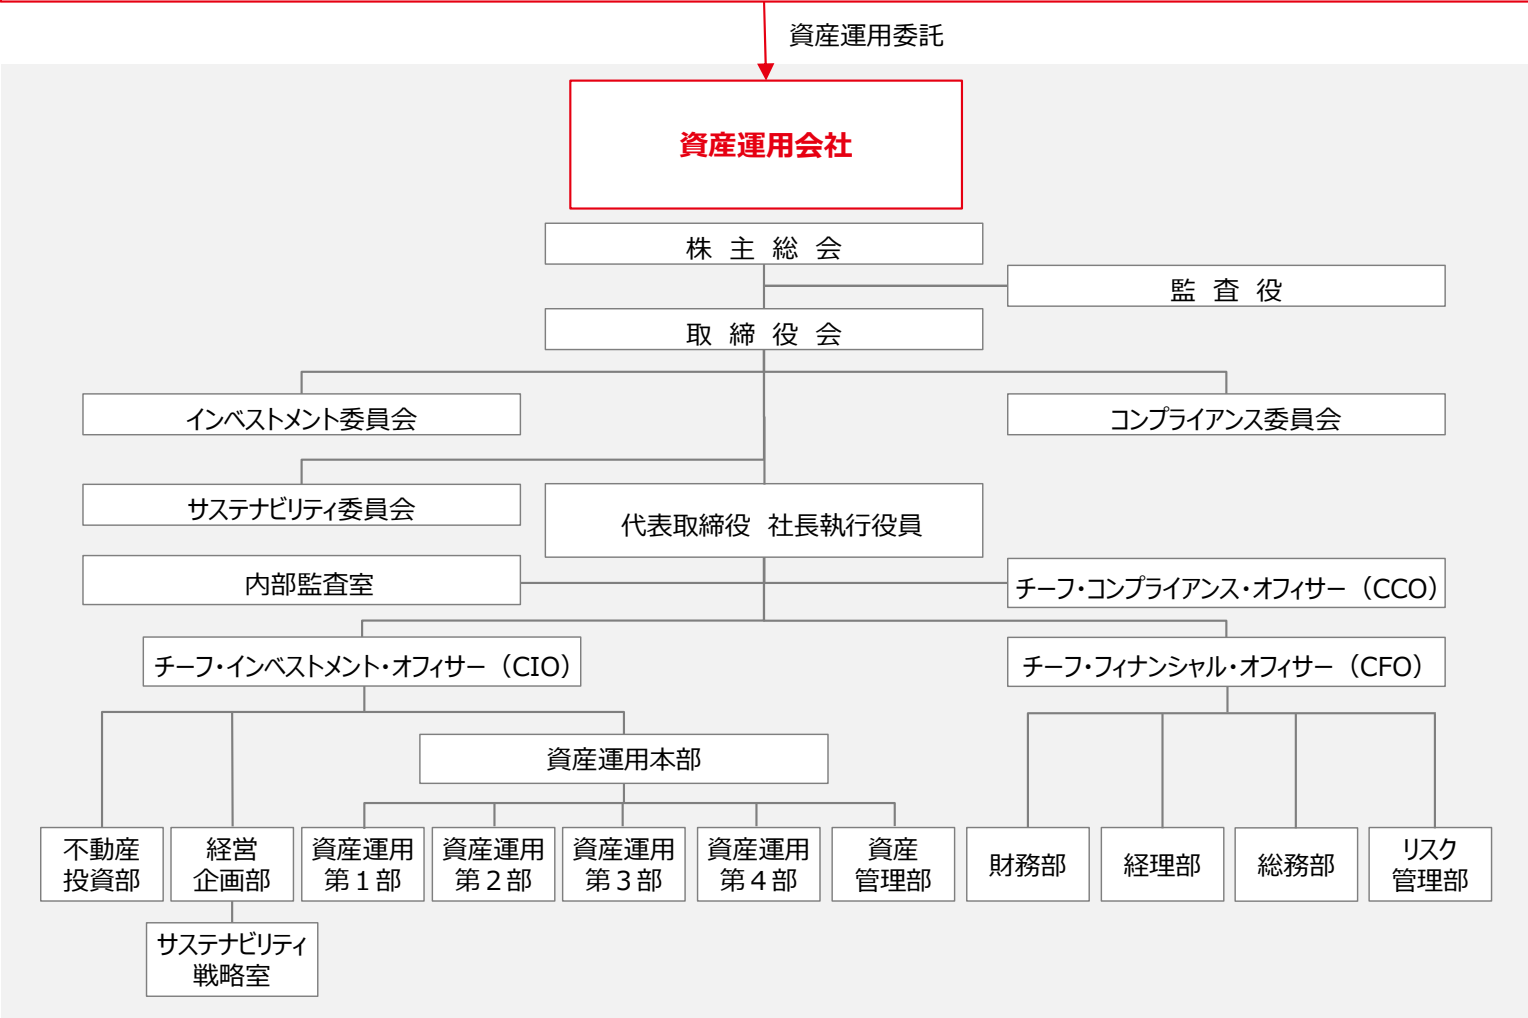 資産運用委託
資産運用会社
株 主 総 会
監 査 役
取 締 役 会
インベストメント委員会
コンプライアンス委員会
サステナビリティ委員会
代表取締役 社長執行役員
内部監査室
チーフ・コンプライアンス・オフィサー（CCO）
チーフ・インベストメント・オフィサー（CIO）
チーフ・フィナンシャル・オフィサー（CFO）
資産運用本部
不動産
投資部
経営
企画部
資産運用
第１部
資産運用
第２部
資産運用
第３部
資産運用
第４部
資産
管理部
財務部
経理部
総務部
リスク
管理部
サステナビリティ
戦略室